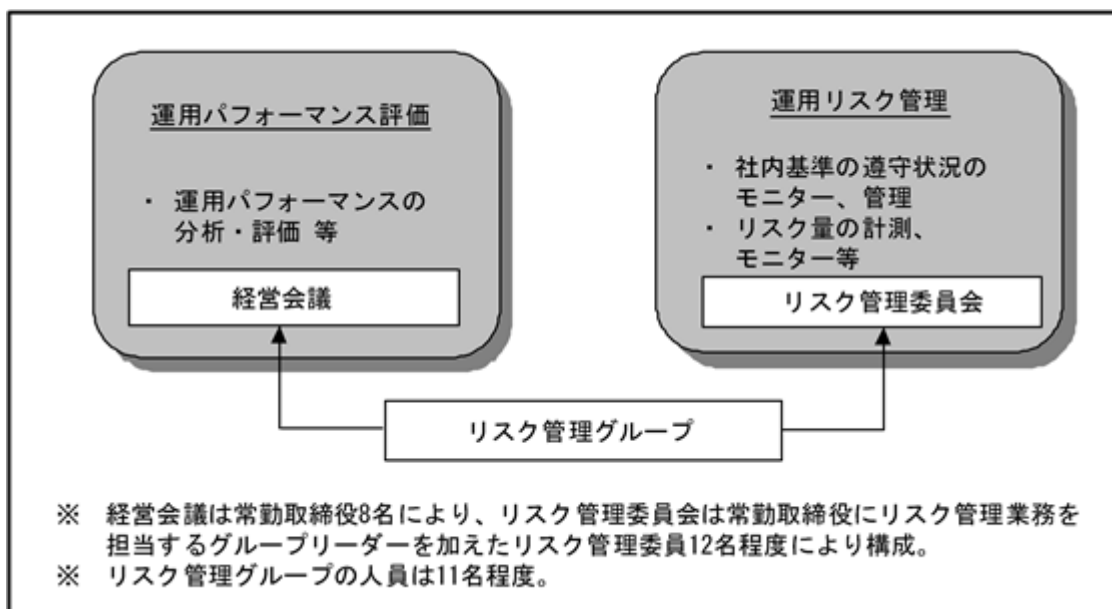 運用パフォーマンス評価
・ 運用パフォーマンスの
分析・評価 等
経営会議
運用リスク管理
・ 社内基準の遵守状況の
モニター、管理
・ リスク量の計測、
モニター等
リスク管理委員会
リスク管理グループ
※ 経営会議は常勤取締役8名により、リスク管理委員会は常勤取締役にリスク管理業務を
担当するグループリーダーを加えたリスク管理委員12名程度により構成。
※ リスク管理グループの人員は11名程度。